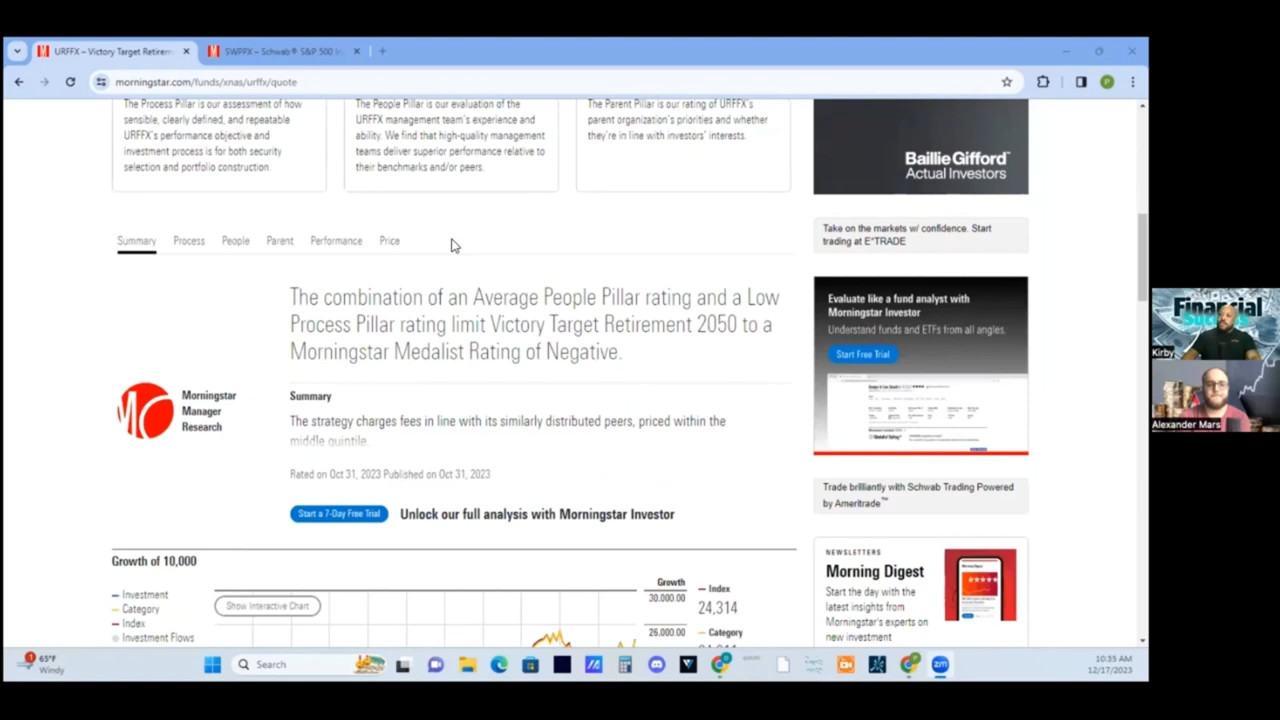 URFFX – Victory Target Retirem
SWPPX – Schwab® S&P 500 In
morningstar.com/funds/xnas/urffx/quote
P
The Process Pillar is our assessment of how
sensible, clearly defined, and repeatable
URFFX's performance objective and
investment process is for both security
selection and portfolio construction.
The People Pillar is our evaluation of the
URFFX management team's experience and
ability. We find that high-quality management
teams deliver superior performance relative to
their benchmarks and/or peers.
The Parent Pillar is our rating of URFFX's
parent organization's priorities and whether
they're in line with investors' interests.
Baillie Gifford™
Actual Investors
Summary
Process
People
Parent
Performance
Price
Take on the markets w/ confidence. Start
trading at E*TRADE
The combination of an Average People Pillar rating and a Low
Process Pillar rating limit Victory Target Retirement 2050 to a
Morningstar Medalist Rating of Negative.
Evaluate like a fund analyst with
Morningstar Investor
Understand funds and ETFs from all angles.
Start Free Trial
Morningstar
Manager
Research
Summary
The strategy charges fees in line with its similarly distributed peers, priced within the
middle quintile.
Rated on Oct 31, 2023 Published on Oct 31, 2023
Start a 7-Day Free Trial
Unlock our full analysis with Morningstar Investor
Trade brilliantly with Schwab Trading Powered
by Ameritrade™
Growth of 10,000
Investment
Category
Index
Investment Flows
Show Interactive Chart
Growth
30,000.00
26,000.00
Index
24,314
Category
NEWSLETTERS
Morning Digest
Start the day with the
latest insights from
Morningstar's experts on
new investment
Financial
Kirby
Alexander Mars
1
65°F
Windy
Search
zm
10:35 AM
12/17/2023